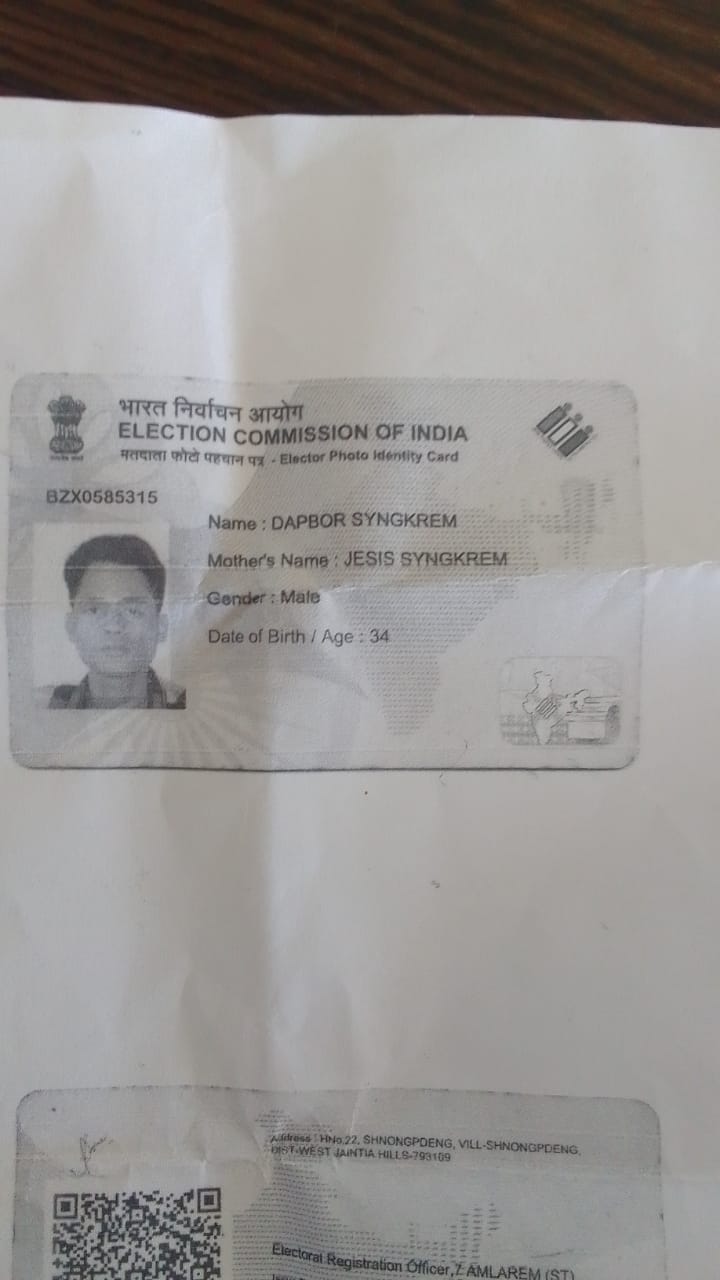 भारत निर्वाचन आयोग
ELECTION COMMISSION OF INDIA
मतदाता फोटो पहचान पत्र - Elector Photo Identity Card
BZX0585315
Name : DAPBOR SYNGKREM
Mother's Name : JESIS SYNGKREM
Gender : Male
Date of Birth / Age : 34
Address : HNo,22, SHNONGPDENG, VILL-SHNONGPDENG,
DIST-WEST JAINTIA HILLS-793109
Electoral Registration Officer,7 AMLAREM (ST)